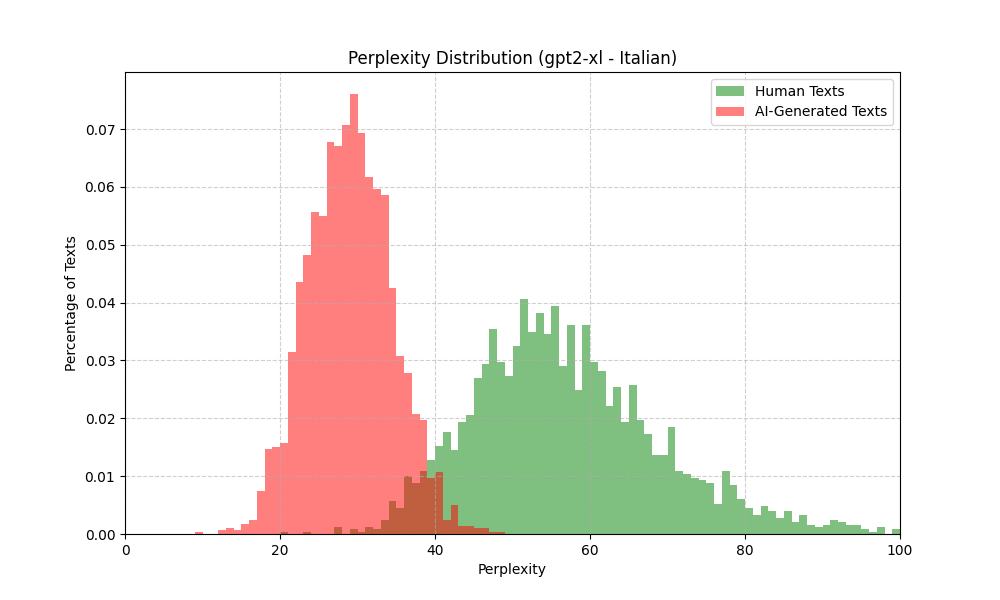 Perplexity Distribution (gpt2-xl - Italian)
Human Texts
AI-Generated Texts
Percentage of Texts
0.07
0.06
0.05
0.04
0.03
0.02
0.01
0.00
0 20 40 60 80 100
Perplexity